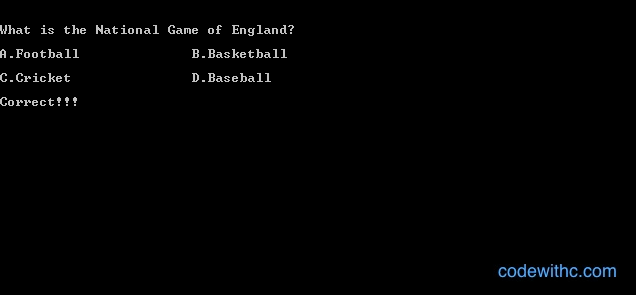 What is the National Game of England?
A.Football B.Basketball
C.Cricket D.Baseball
Correct!!!
codewithc.com